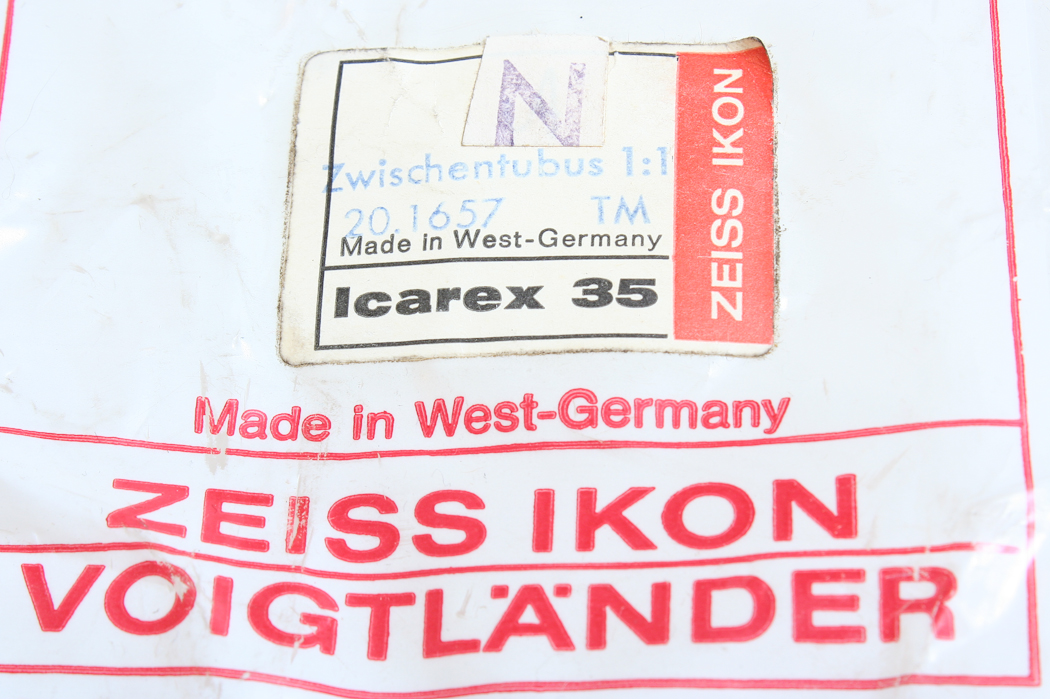 N
Zwischentubus 1:1
20.1657 TM
Made in West-Germany
Icarex 35
ZEISS IKON
Made in West-Germany
ZEISS IKON
VOIGTLÄNDER